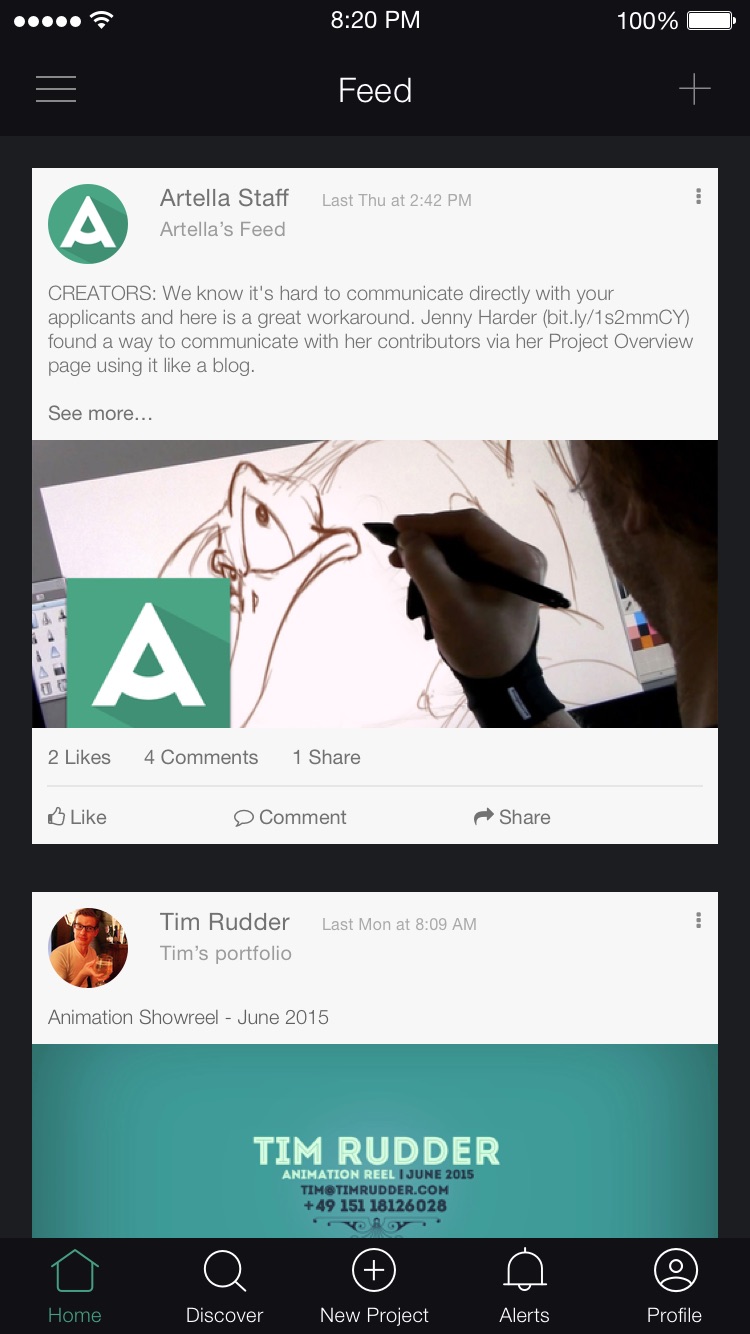 8:20 PM
100%
Feed
Artella Staff
Last Thu at 2:42 PM
Artella’s Feed
CREATORS: We know it's hard to communicate directly with your
applicants and here is a great workaround. Jenny Harder (bit.ly/1s2mmCY)
found a way to communicate with her contributors via her Project Overview
page using it like a blog.
See more...
A
2 Likes
4 Comments
1 Share
Like
Comment
Share
Tim Rudder
Last Mon at 8:09 AM
Tim’s portfolio
Animation Showreel - June 2015
TIM RUDDER
ANIMATION REEL | JUNE 2015
TIM@TIMRUDDER.COM
+49 151 18126028
Home
Discover
New Project
Alerts
Profile